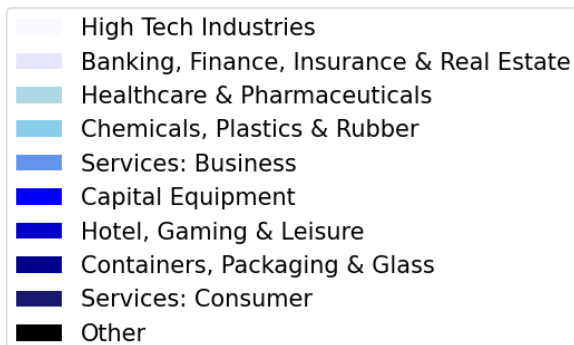 High Tech Industries
Banking, Finance, Insurance & Real Estate
Healthcare & Pharmaceuticals
Chemicals, Plastics & Rubber
Services: Business
Capital Equipment
Hotel, Gaming & Leisure
Containers, Packaging & Glass
Services: Consumer
Other